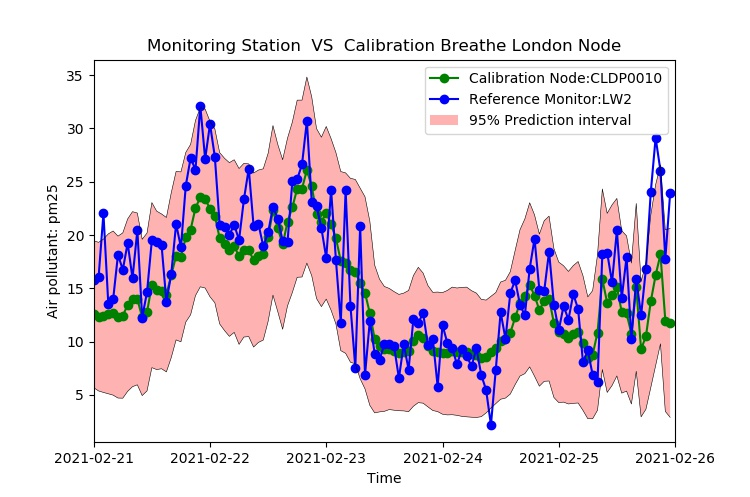 Monitoring Station  VS  Calibration Breathe London Node
Calibration Node:CLDP0010
Reference Monitor:LW2
95% Prediction interval
Air pollutant: pm25
35
30
25
20
15
10
5
2021-02-21
2021-02-22
2021-02-23
2021-02-24
2021-02-25
2021-02-26
Time